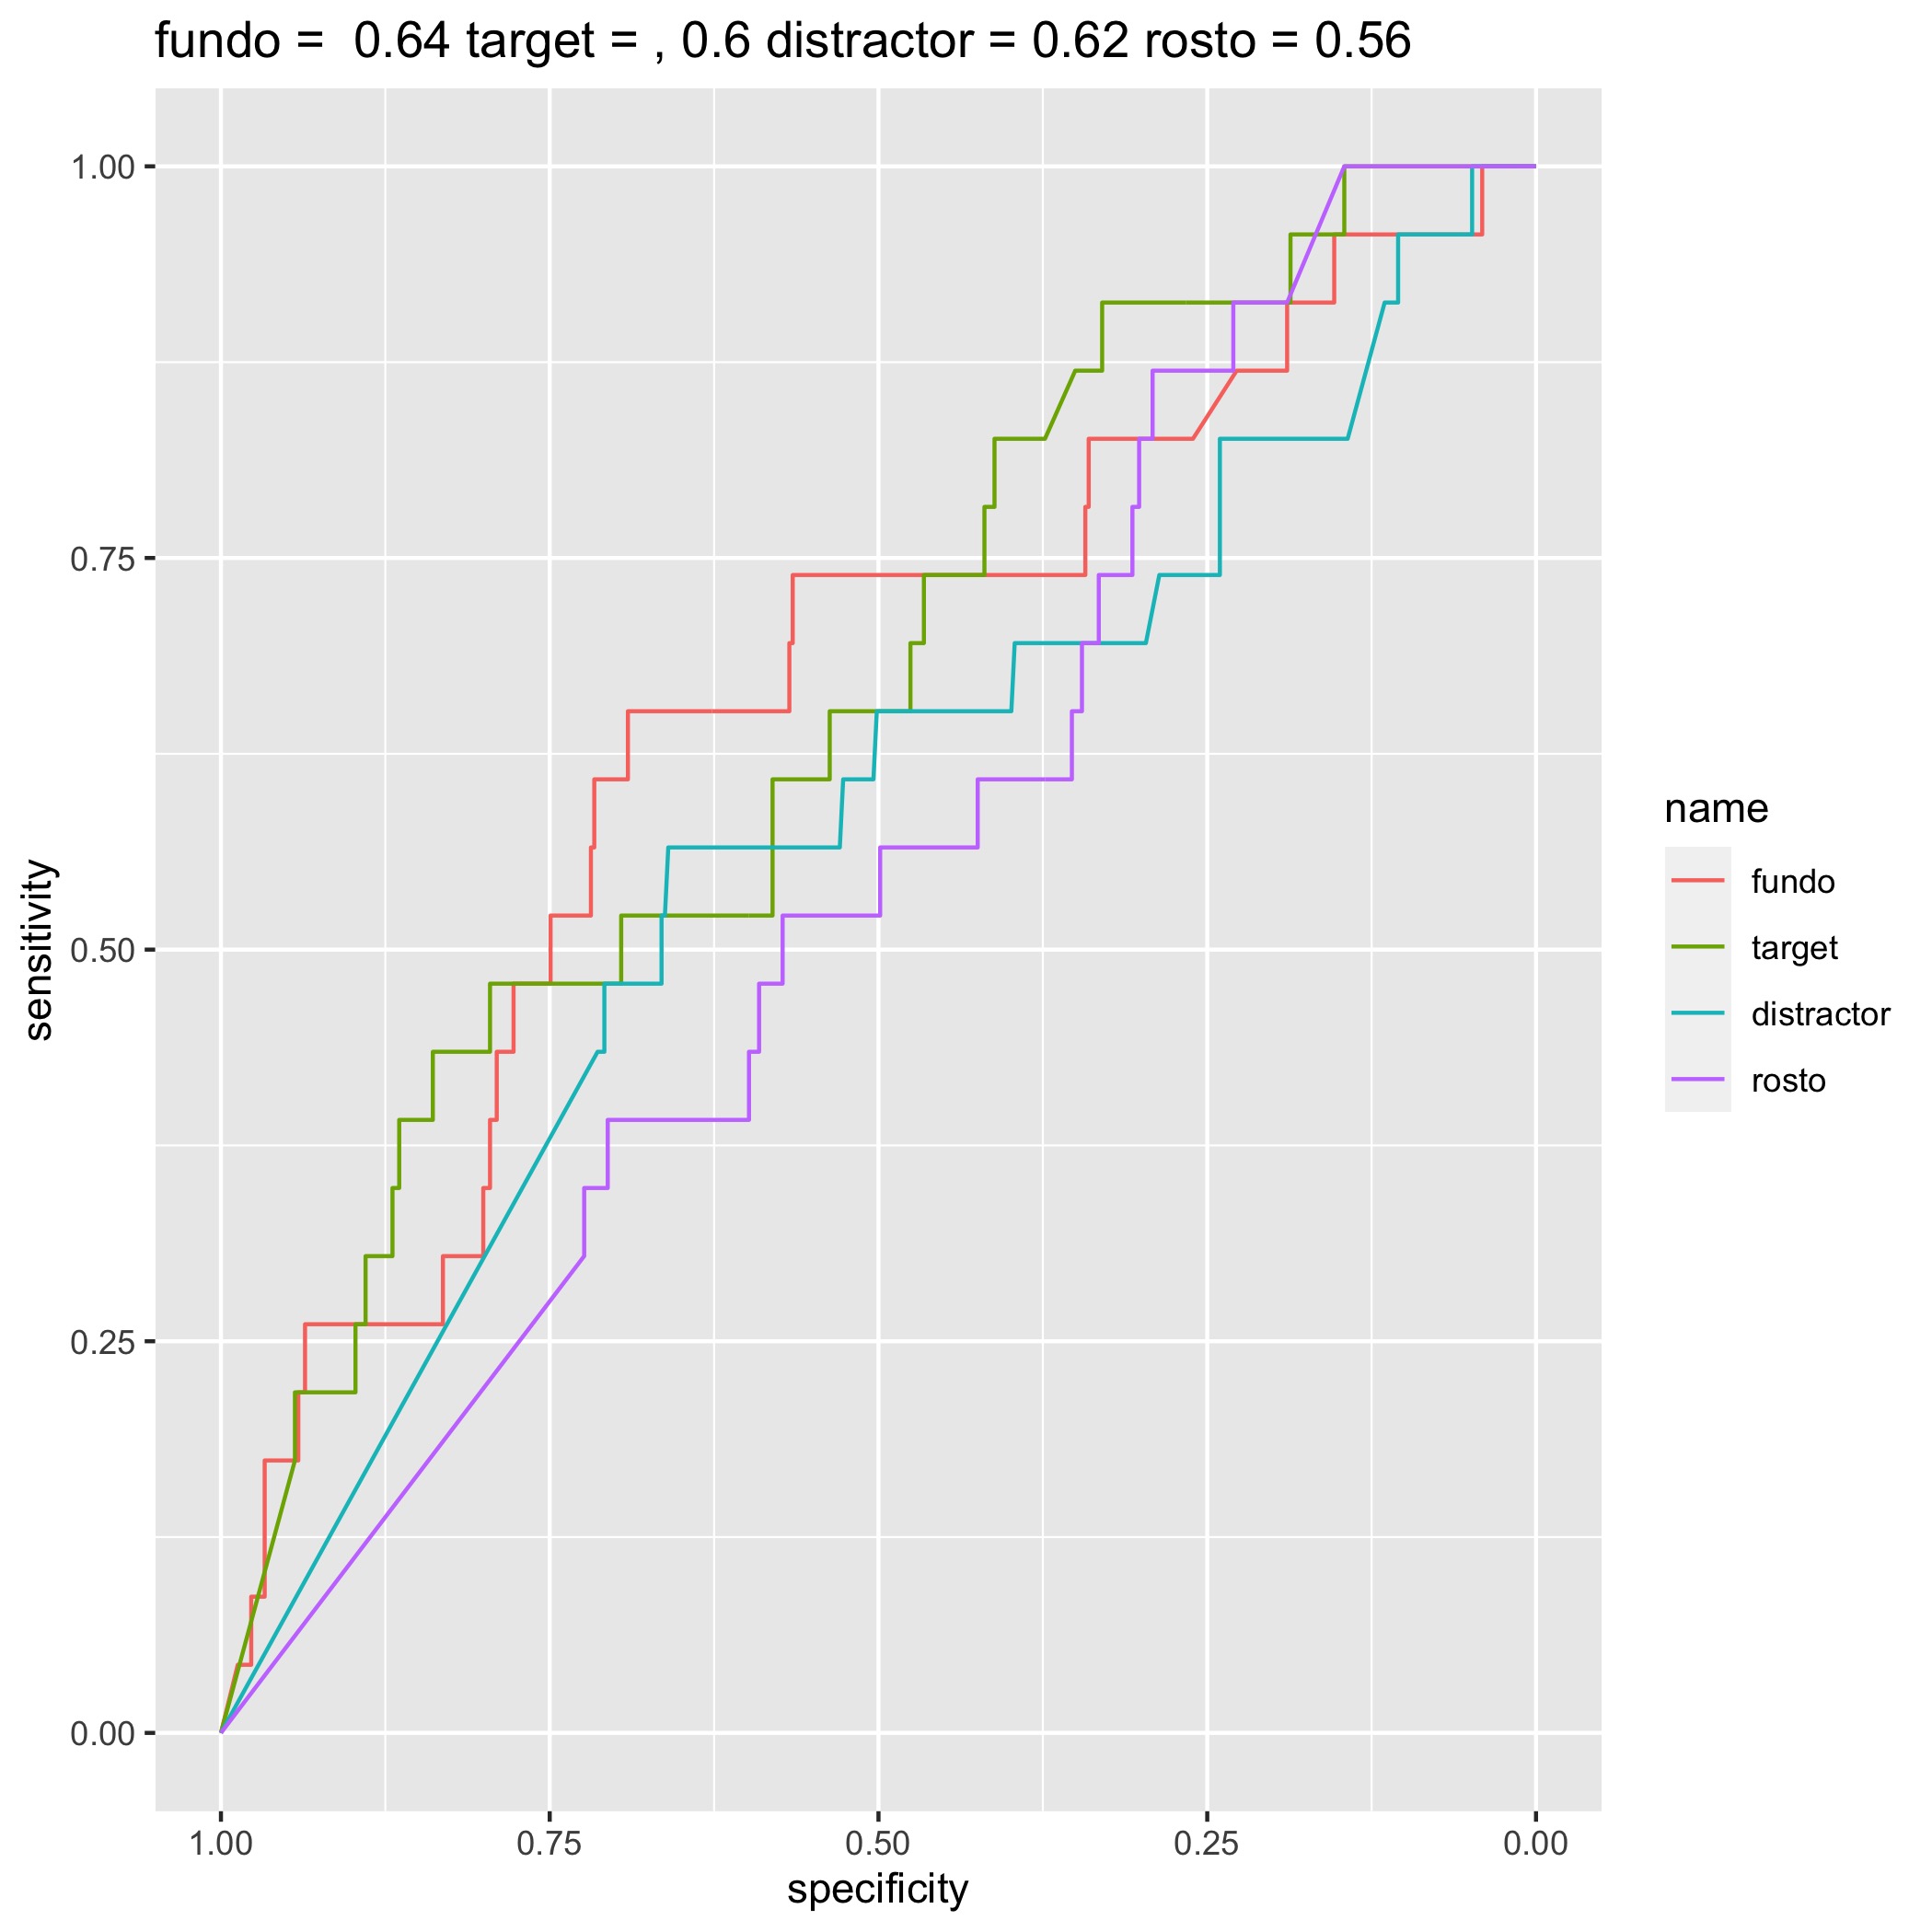 fundo =  0.64 target = , 0.6 distractor = 0.62 rosto = 0.56
1.00
0.75
0.50
0.25
0.00
sensitivity
1.00 0.75 0.50 0.25 0.00
specificity
name
fundo
target
distractor
rosto